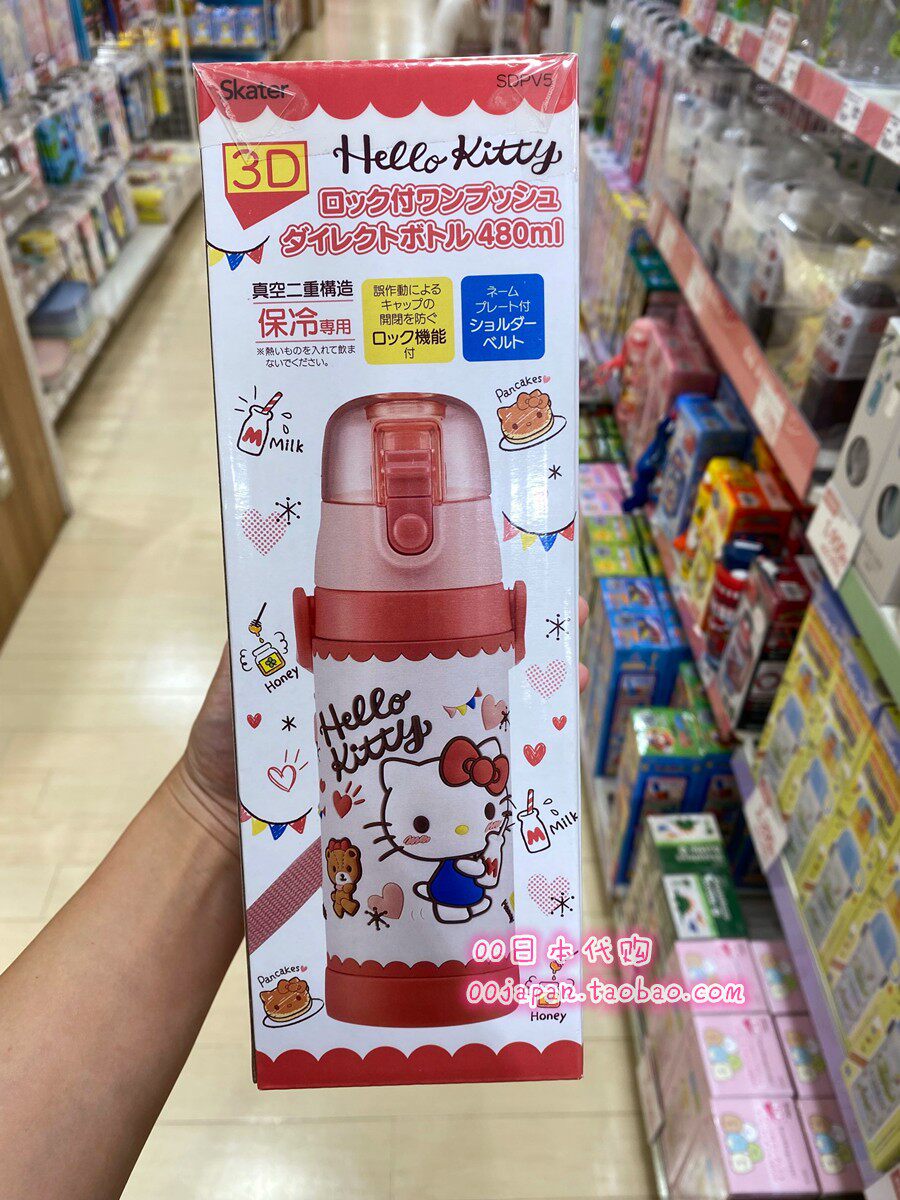 Skater
SDPV5
3D
Hello Kitty
ロック付ワンプッシュ
ダイレクトボトル 480ml
真空二重構造
保冷専用
※熱いものを入れて飲ま
ないでください。
誤作動による
キャップの
開閉を防ぐ
ロック機能
付
ネーム
プレート付
ショルダー
ベルト
Pancakes
M
Milk
Honey
Hello
Kitty
M
Milk
00日本代购
00japan.taobao.com
Pancakes
Honey